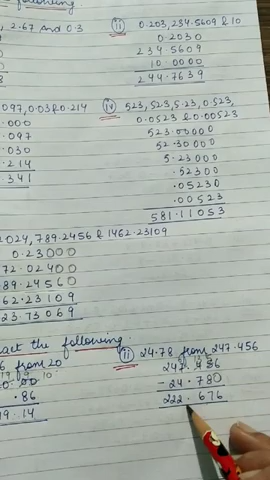 following
, 2.67 and 0.3
ii 0.203, 234.5609 & 10
0.2030
234.5609
10.0000
244.7639
097, 0.03 & 0.214
.000
.097
.030
.214
.341
iv 523, 52.3, 5.23, 0.523,
0.0523 & 0.00523
523.00000
52.30000
5.23000
.52300
.05230
.00523
581.11053
024, 789.2456 & 1462.23109
0.23000
72.02400
89.24560
62.23109
23.73069
act the following.
6 from 20
.86
19.14
ii 24.78 from 247.456
247.456
- 24.780
222.676